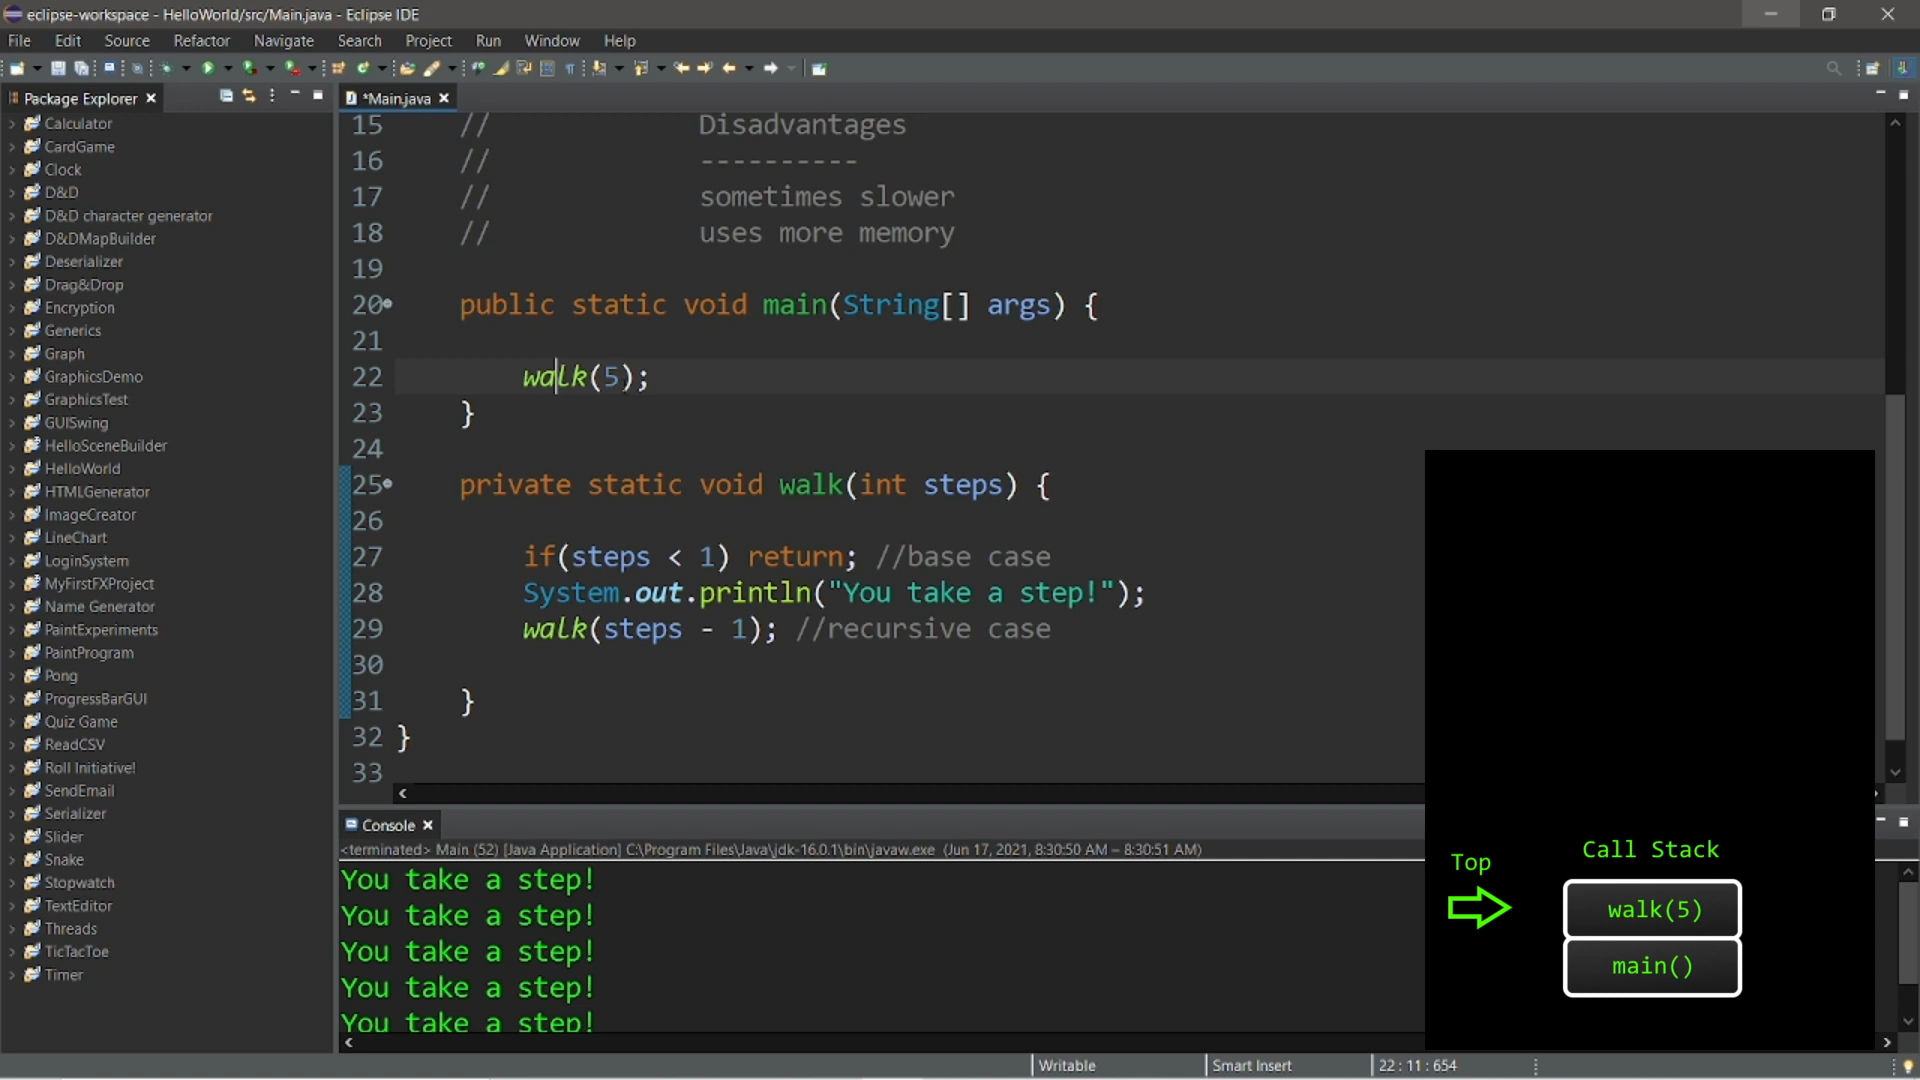 eclipse-workspace - HelloWorld/src/Main.java - Eclipse IDE
File Edit Source Refactor Navigate Search Project Run Window Help
Package Explorer
Calculator
CardGame
Clock
D&D
D&D character generator
D&DMapBuilder
Deserializer
Drag&Drop
Encryption
Generics
Graph
GraphicsDemo
GraphicsTest
GUISwing
HelloSceneBuilder
HelloWorld
HTMLGenerator
ImageCreator
LineChart
LoginSystem
MyFirstFXProject
Name Generator
PaintExperiments
PaintProgram
Pong
ProgressBarGUI
Quiz Game
ReadCSV
Roll Initiative!
SendEmail
Serializer
Slider
Snake
Stopwatch
TextEditor
Threads
TicTacToe
Timer
*Main.java
15 // Disadvantages
16 // ----------
17 // sometimes slower
18 // uses more memory
19
20 public static void main(String[] args) {
21
22 walk(5);
23 }
24
25 private static void walk(int steps) {
26
27 if(steps < 1) return; //base case
28 System.out.println("You take a step!");
29 walk(steps - 1); //recursive case
30
31 }
32 }
33
Console
<terminated> Main (52) [Java Application] C:\Program Files\Java\jdk-16.0.1\bin\javaw.exe (Jun 17, 2021, 8:30:50 AM – 8:30:51 AM)
You take a step!
You take a step!
You take a step!
You take a step!
You take a step!
Call Stack
Top
walk(5)
main()
Writable Smart Insert 22 : 11 : 654